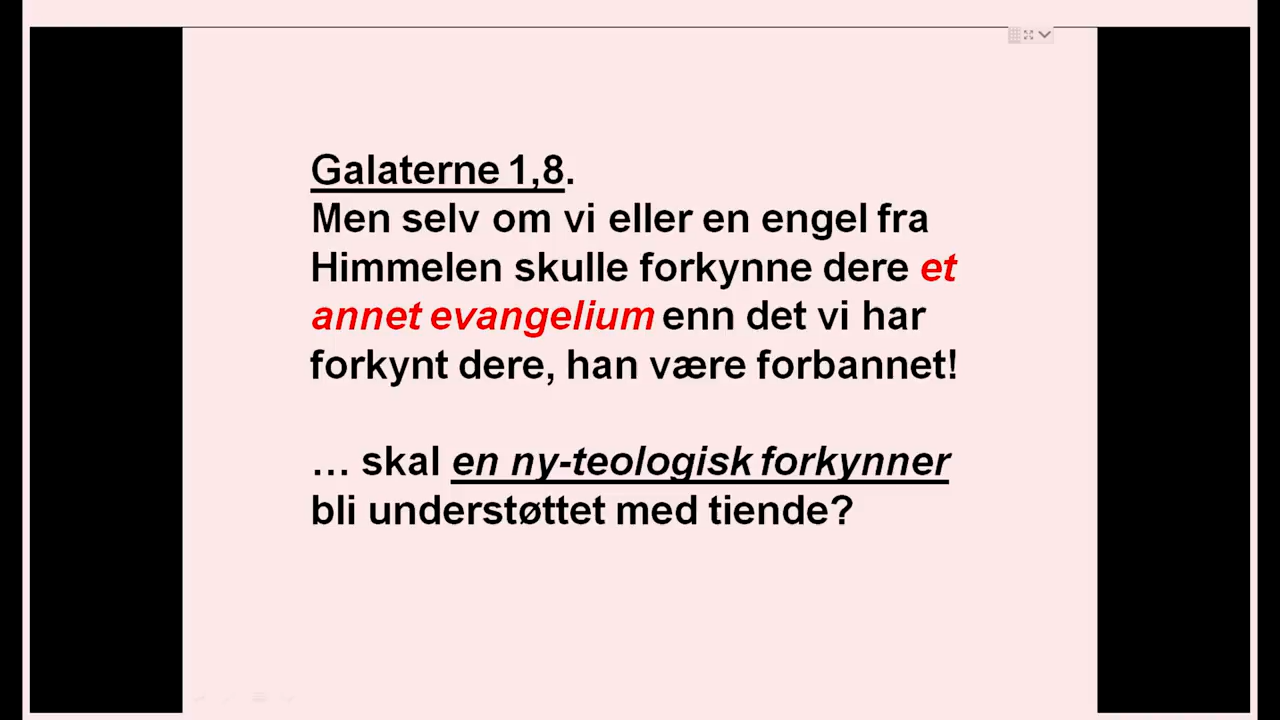 Galaterne 1,8.
Men selv om vi eller en engel fra
Himmelen skulle forkynne dere et
annet evangelium enn det vi har
forkynt dere, han være forbannet!
… skal en ny-teologisk forkynner
bli understøttet med tiende?